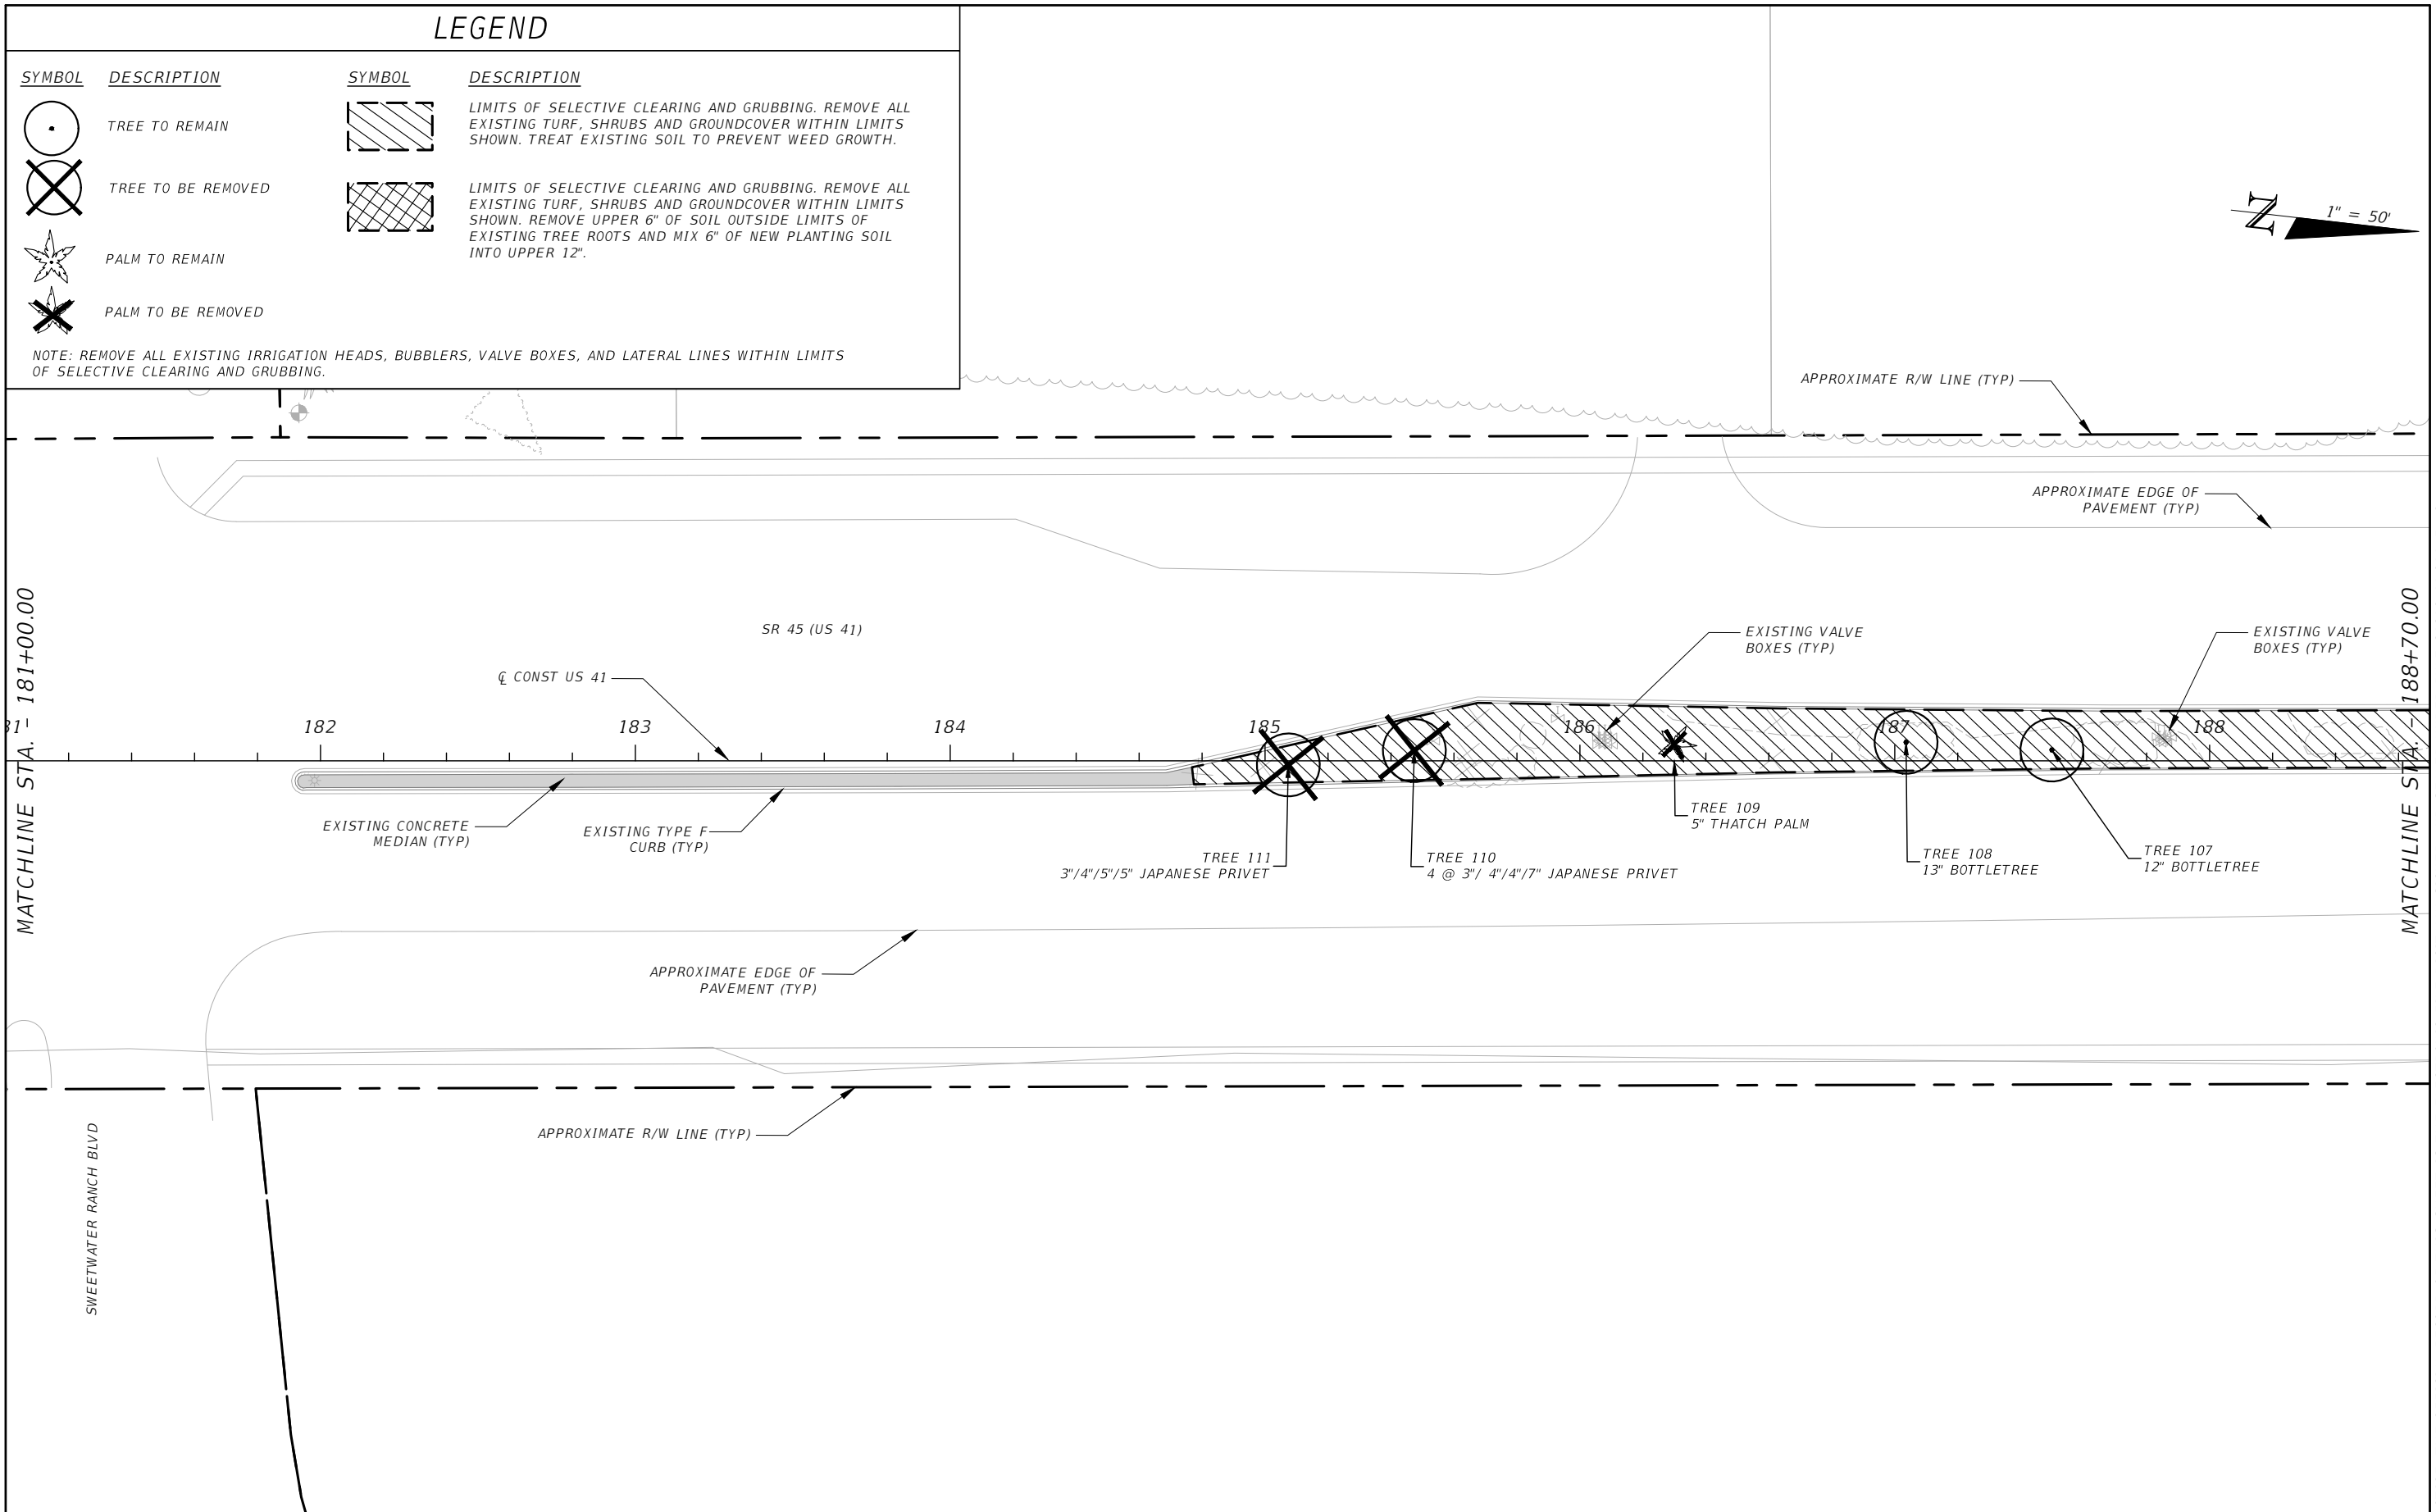 LEGEND
SYMBOL DESCRIPTION SYMBOL DESCRIPTION
TREE TO REMAIN
TREE TO BE REMOVED
PALM TO REMAIN
PALM TO BE REMOVED
LIMITS OF SELECTIVE CLEARING AND GRUBBING. REMOVE ALL
EXISTING TURF, SHRUBS AND GROUNDCOVER WITHIN LIMITS
SHOWN. TREAT EXISTING SOIL TO PREVENT WEED GROWTH.
LIMITS OF SELECTIVE CLEARING AND GRUBBING. REMOVE ALL
EXISTING TURF, SHRUBS AND GROUNDCOVER WITHIN LIMITS
SHOWN. REMOVE UPPER 6" OF SOIL OUTSIDE LIMITS OF
EXISTING TREE ROOTS AND MIX 6" OF NEW PLANTING SOIL
INTO UPPER 12".
NOTE: REMOVE ALL EXISTING IRRIGATION HEADS, BUBBLERS, VALVE BOXES, AND LATERAL LINES WITHIN LIMITS
OF SELECTIVE CLEARING AND GRUBBING.
N
1" = 50'
APPROXIMATE R/W LINE (TYP)
APPROXIMATE EDGE OF
PAVEMENT (TYP)
MATCHLINE STA. - 181+00.00
SR 45 (US 41)
EXISTING VALVE
BOXES (TYP)
EXISTING VALVE
BOXES (TYP)
MATCHLINE STA. - 188+70.00
℄ CONST US 41
81 182 183 184 185 186 187 188
EXISTING CONCRETE
MEDIAN (TYP)
EXISTING TYPE F
CURB (TYP)
TREE 111
3"/4"/5"/5" JAPANESE PRIVET
TREE 110
4 @ 3"/ 4"/4"/7" JAPANESE PRIVET
TREE 109
5" THATCH PALM
TREE 108
13" BOTTLETREE
TREE 107
12" BOTTLETREE
APPROXIMATE EDGE OF
PAVEMENT (TYP)
APPROXIMATE R/W LINE (TYP)
SWEETWATER RANCH BLVD